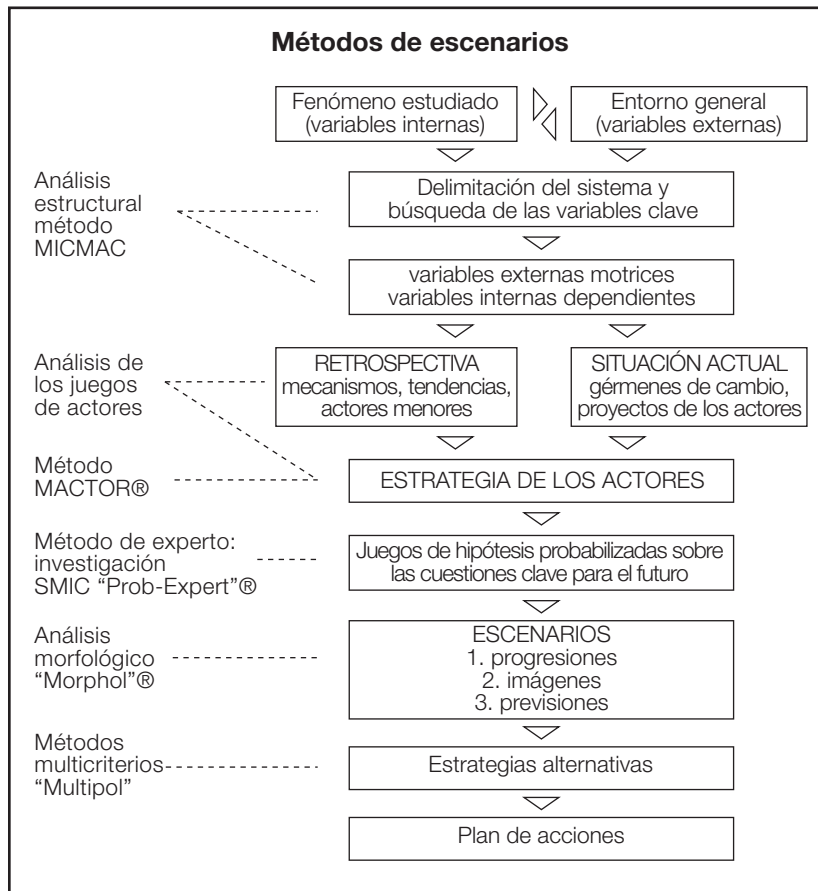 Métodos de escenarios
Fenómeno estudiado
(variables internas)
Entorno general
(variables externas)
Análisis
estructural
método
MICMAC
Delimitación del sistema y
búsqueda de las variables clave
variables externas motrices
variables internas dependientes
Análisis de
los juegos
de actores
RETROSPECTIVA
mecanismos, tendencias,
actores menores
SITUACIÓN ACTUAL
gérmenes de cambio,
proyectos de los actores
Método
MACTOR®
ESTRATEGIA DE LOS ACTORES
Método de experto:
investigación
SMIC “Prob-Expert”®
Juegos de hipótesis probabilizadas sobre
las cuestiones clave para el futuro
Análisis
morfológico
“Morphol”®
ESCENARIOS
1. progresiones
2. imágenes
3. previsiones
Métodos
multicriterios
“Multipol”
Estrategias alternativas
Plan de acciones